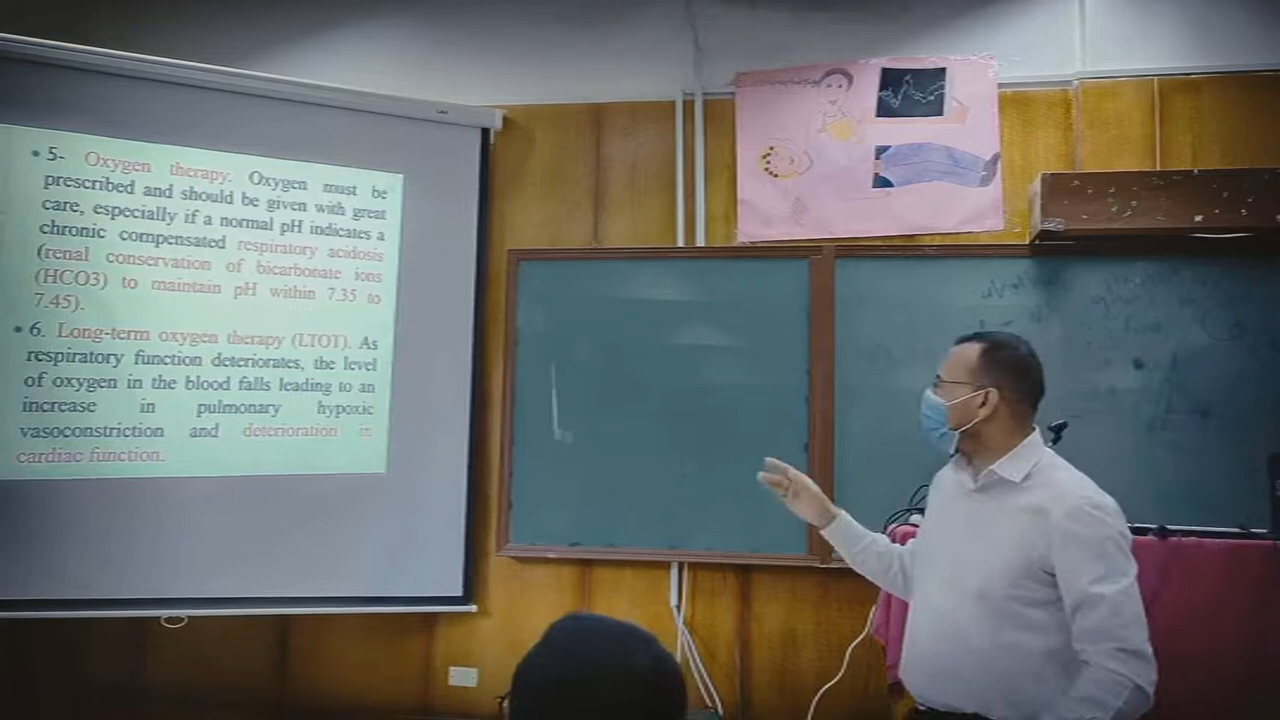 • 5- Oxygen therapy. Oxygen must be
prescribed and should be given with great
care, especially if a normal pH indicates a
chronic compensated respiratory acidosis
(renal conservation of bicarbonate ions
(HCO3) to maintain pH within 7.35 to
7.45).
• 6. Long-term oxygen therapy (LTOT). As
respiratory function deteriorates, the level
of oxygen in the blood falls leading to an
increase in pulmonary hypoxic
vasoconstriction and deterioration in
cardiac function.